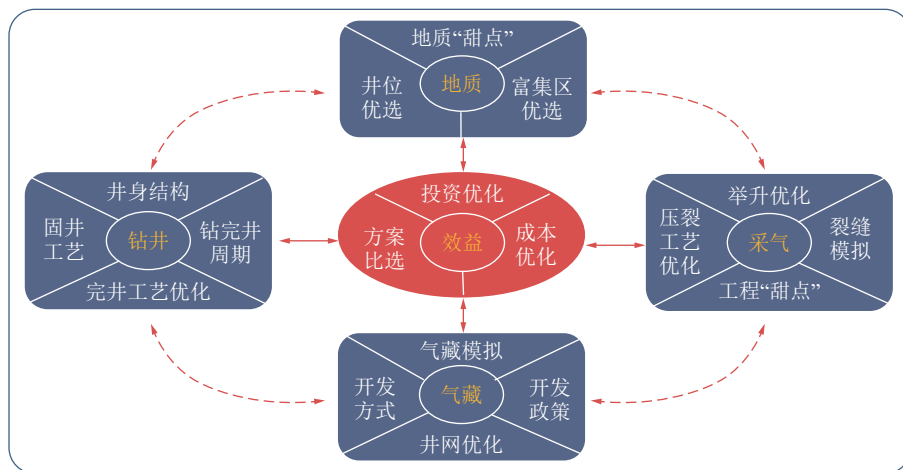 地质“甜点”
井位
优选
地质
富集区
优选
井身结构
固井
工艺
钻井
钻完井
周期
完井工艺优化
投资优化
方案
比选
效益
成本
优化
举升优化
压裂
工艺
优化
采气
裂缝
模拟
工程“甜点”
气藏模拟
开发
方式
气藏
开发
政策
井网优化